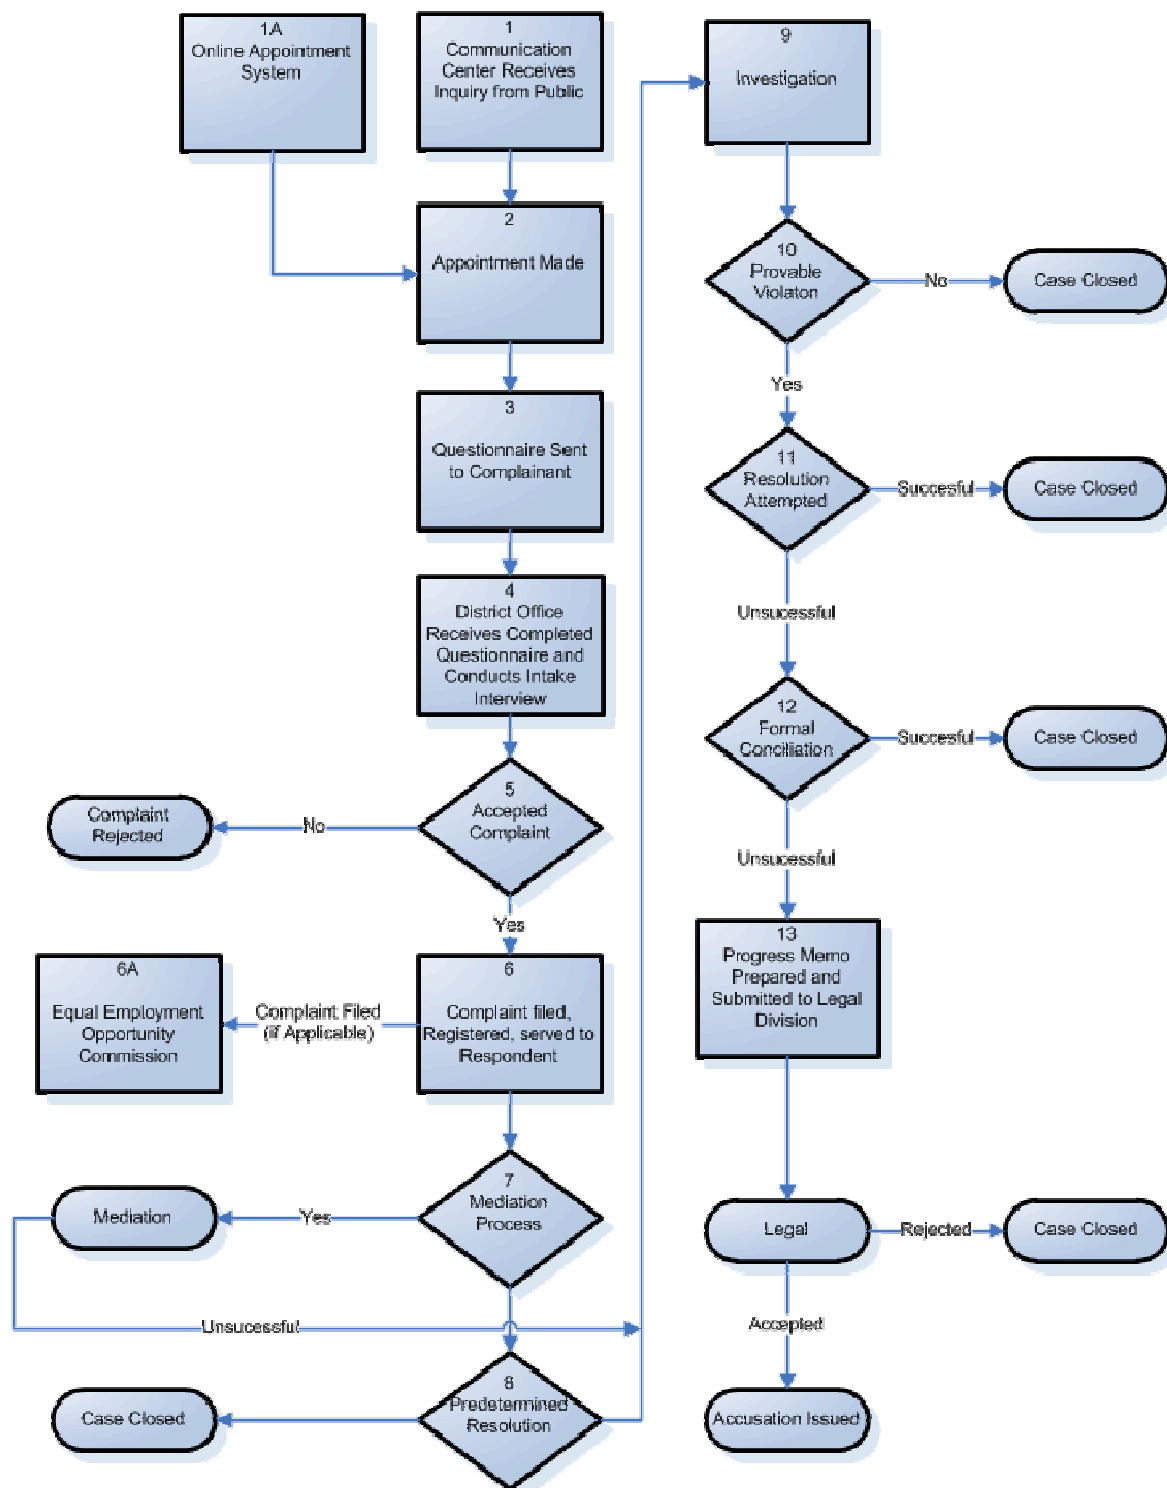 1A
Online Appointment
System
1
Communication
Center Receives
Inquiry from Public
2
Appointment Made
3
Questionnaire Sent
to Complainant
4
District Office
Receives Completed
Questionnaire and
Conducts Intake
Interview
5
Accepted
Complaint
No
Complaint
Rejected
Yes
6
Complaint filed,
Registered, served to
Respondent
Complaint Filed
(if Applicable)
6A
Equal Employment
Opportunity
Commission
7
Mediation
Process
Yes
Mediation
Unsucessful
8
Predetermined
Resolution
Case Closed
9
Investigation
10
Provable
Violaton
No
Case Closed
Yes
11
Resolution
Attempted
Succesful
Case Closed
Unsucessful
12
Formal
Conciliation
Succesful
Case Closed
Unsucessful
13
Progress Memo
Prepared and
Submitted to Legal
Division
Legal
Rejected
Case Closed
Accepted
Accusation Issued